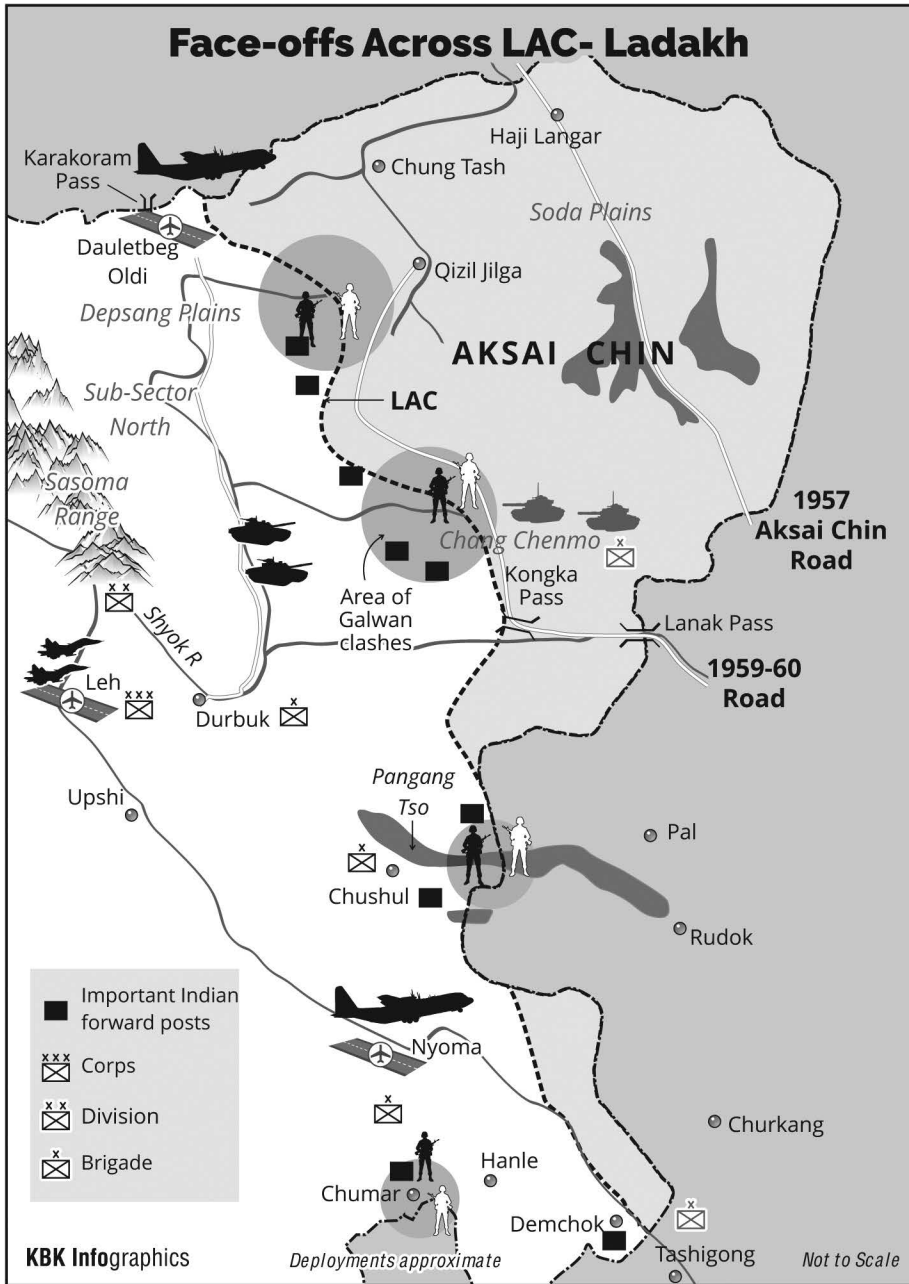 Face-offs Across LAC- Ladakh
Haji Langar
Karakoram
Pass
Chung Tash
Soda Plains
Dauletbeg
Oldi
Qizil Jilga
Depsang Plains
AKSAI CHIN
Sub-Sector
North
LAC
Sasoma
Range
1957
Aksai Chin
Road
Chang Chenmo
x
Kongka
Pass
Area of
Galwan
clashes
x x
Shyok R
Lanak Pass
1959-60
Road
Leh
x x x
Durbuk
x
Upshi
Pangang
Tso
x
Chushul
Pal
Rudok
Important Indian
forward posts
x x x
Corps
x x
Division
x
Brigade
Nyoma
x
Churkang
Hanle
Chumar
Demchok
x
Tashigong
KBK Infographics
Deployments approximate
Not to Scale